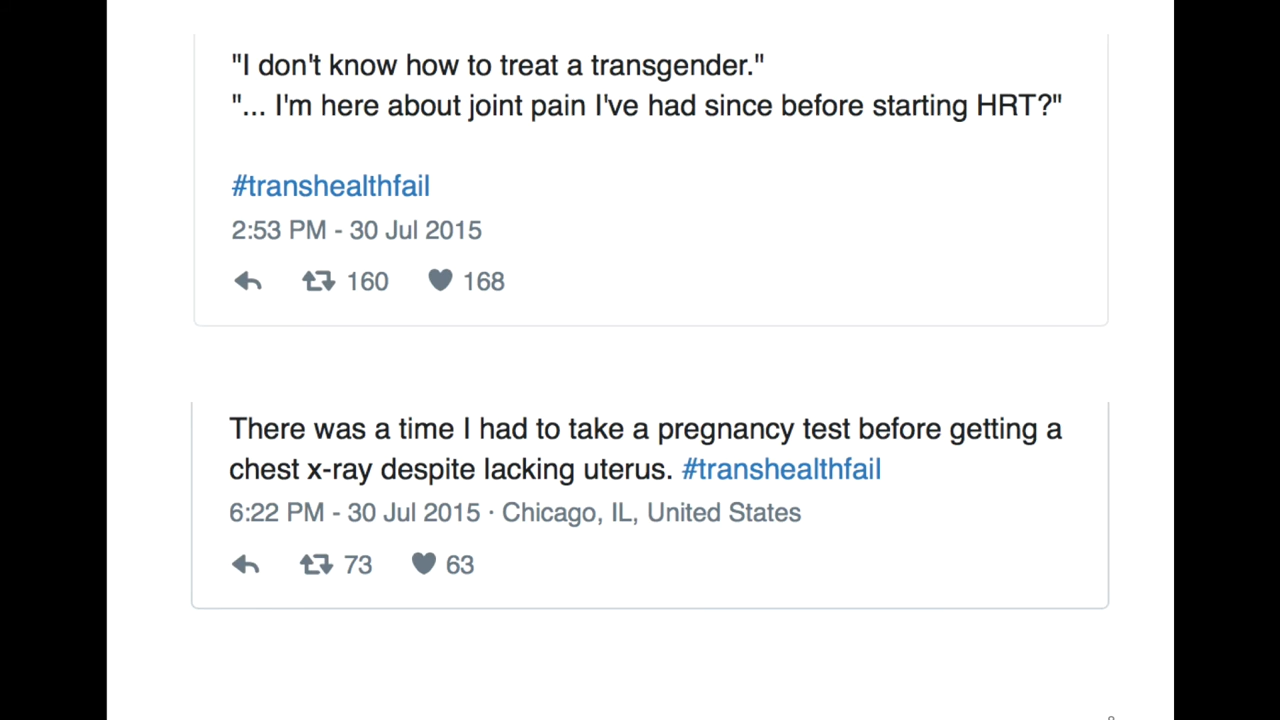 "I don't know how to treat a transgender."
"... I'm here about joint pain I've had since before starting HRT?"
#transhealthfail
2:53 PM - 30 Jul 2015
160 168
There was a time I had to take a pregnancy test before getting a
chest x-ray despite lacking uterus. #transhealthfail
6:22 PM - 30 Jul 2015 · Chicago, IL, United States
73 63